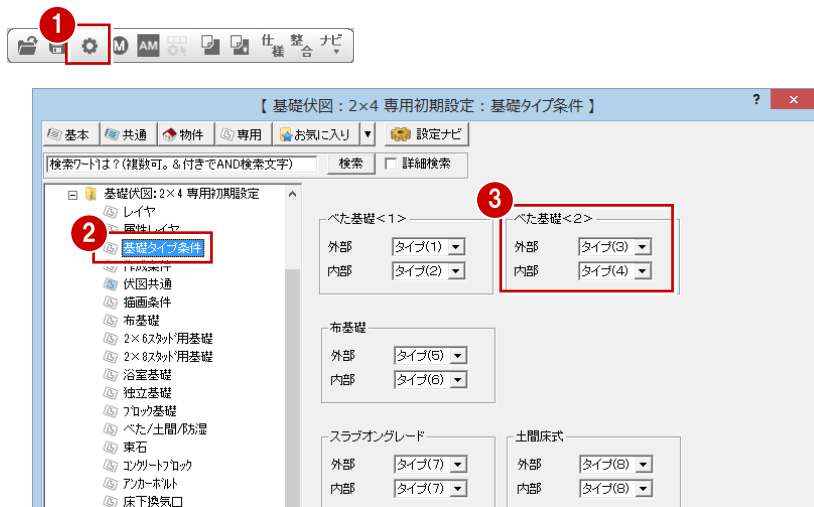 1
M AM 仕様 整合 ナビ
【 基礎伏図：2×4 専用初期設定：基礎タイプ条件 】 ? ×
基本 共通 物件 専用 お気に入り 設定ナビ
検索ワードは？(複数可。＆付きでAND検索文字) 検索 詳細検索
基礎伏図：2×4 専用初期設定
レイヤ
属性レイヤ
2
基礎タイプ条件
作成条件
伏図共通
描画条件
布基礎
2×6スタッド用基礎
2×8スタッド用基礎
浴室基礎
独立基礎
ブロック基礎
べた/土間/防湿
束石
コンクリートブロック
アンカーボルト
床下換気口
べた基礎<1>
外部 タイプ(1)
内部 タイプ(2)
3
べた基礎<2>
外部 タイプ(3)
内部 タイプ(4)
布基礎
外部 タイプ(5)
内部 タイプ(6)
スラブオングレード
外部 タイプ(7)
内部 タイプ(7)
土間床式
外部 タイプ(8)
内部 タイプ(8)